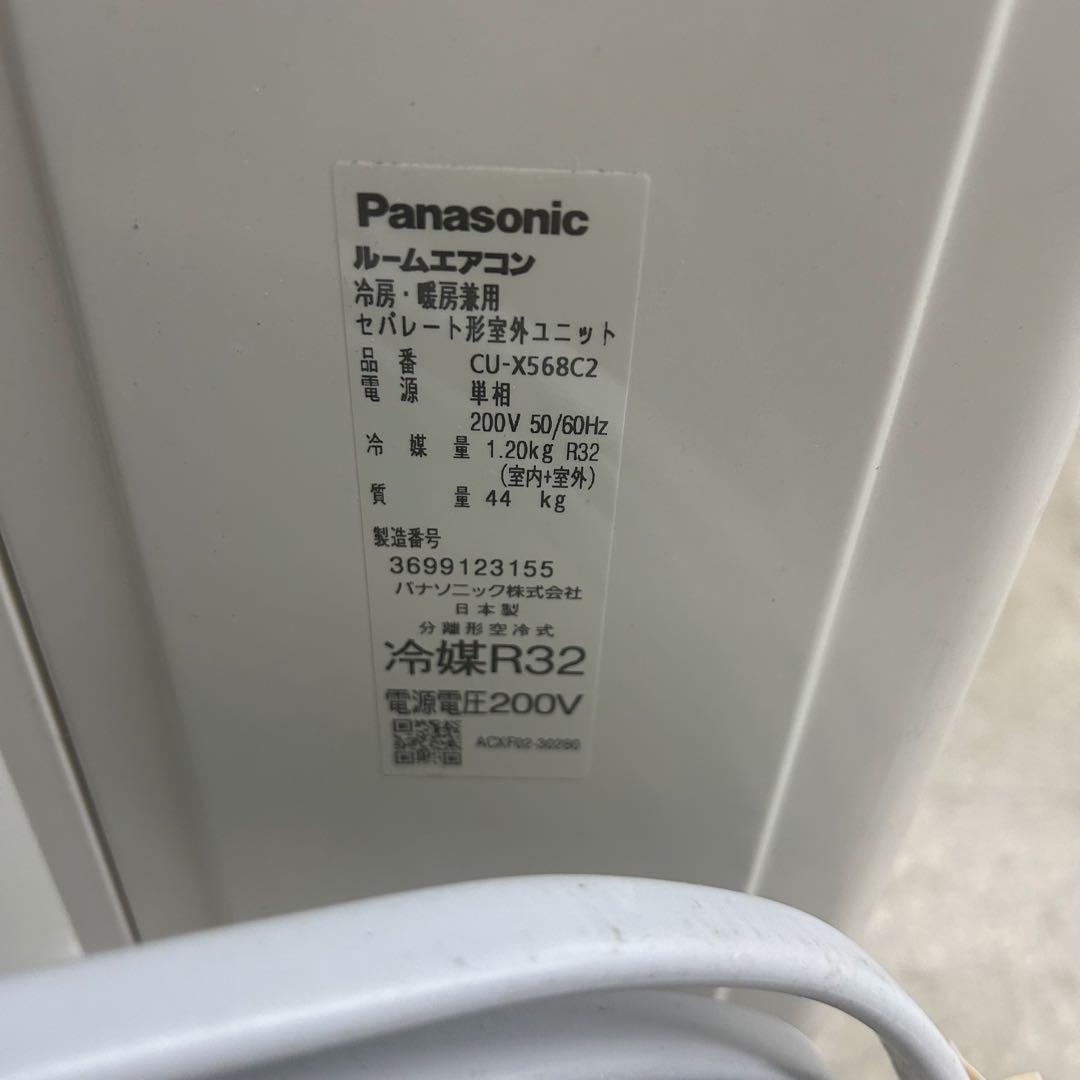 Panasonic
ルームエアコン
冷房・暖房兼用
セパレート形室外ユニット
品 番 CU-X568C2
電 源 単相
200V 50/60Hz
冷 媒 量 1.20kg R32
(室内+室外)
質 量 44 kg
製造番号
3699123155
パナソニック株式会社
日本製
分離形空冷式
冷媒R32
電源電圧200V
ACXF02-30280